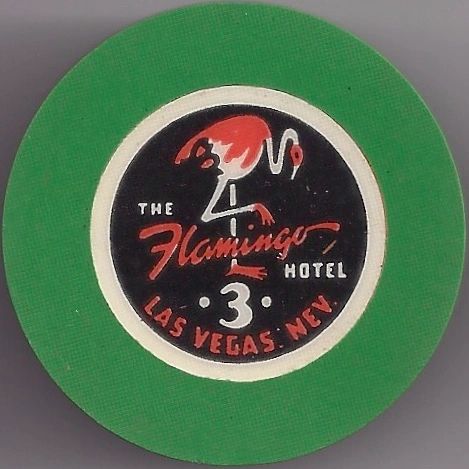 THE
Flamingo
HOTEL
· 3 ·
LAS VEGAS. NEV.